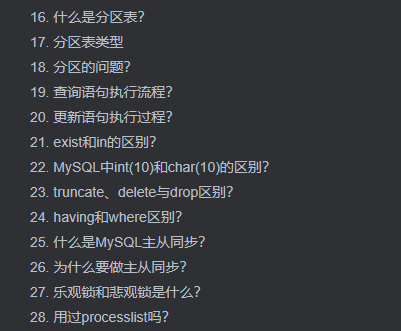 16. 什么是分区表？
17. 分区表类型
18. 分区的问题？
19. 查询语句执行流程？
20. 更新语句执行过程？
21. exist和in的区别？
22. MySQL中int(10)和char(10)的区别？
23. truncate、delete与drop区别？
24. having和where区别？
25. 什么是MySQL主从同步？
26. 为什么要做主从同步？
27. 乐观锁和悲观锁是什么？
28. 用过processlist吗？